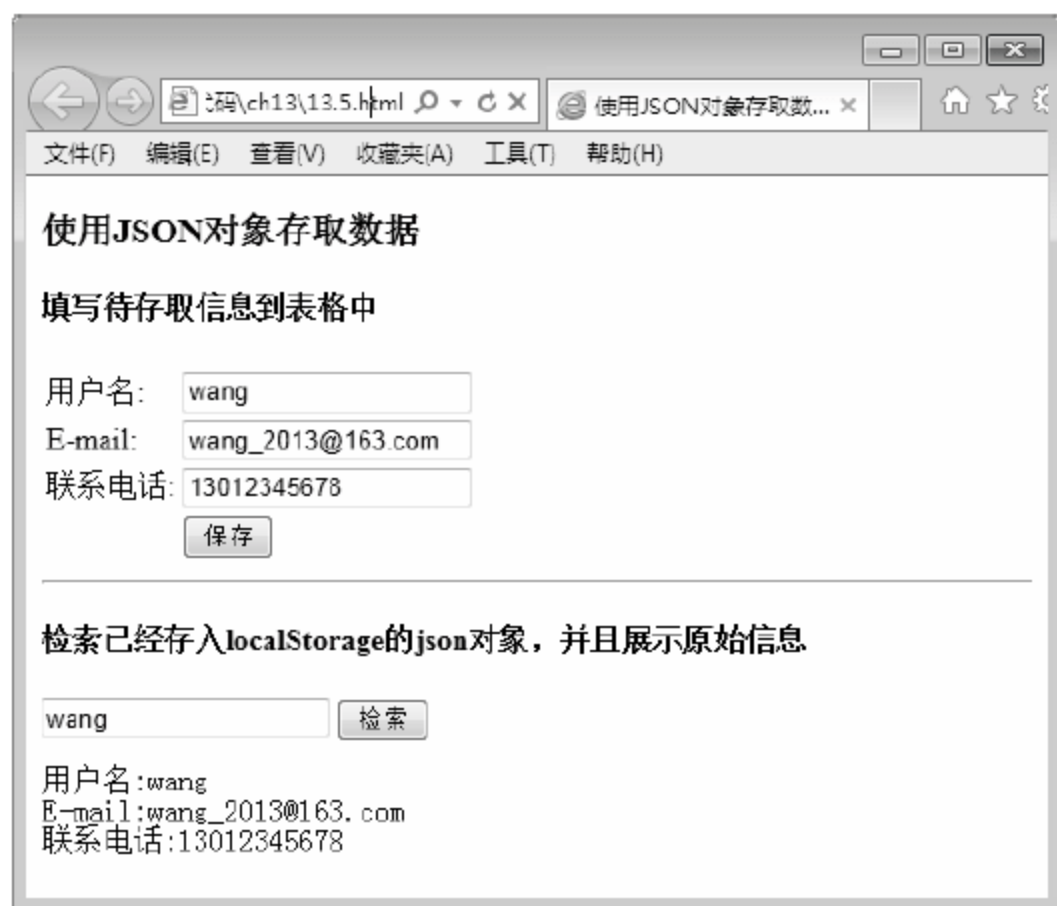 码\ch13\13.5.html
使用JSON对象存取数... ×
文件(F) 编辑(E) 查看(V) 收藏夹(A) 工具(T) 帮助(H)
使用JSON对象存取数据
填写待存取信息到表格中
用户名: wang
E-mail: wang_2013@163.com
联系电话: 13012345678
保存
检索已经存入localStorage的json对象，并且展示原始信息
wang 检索
用户名:wang
E-mail:wang_2013@163.com
联系电话:13012345678